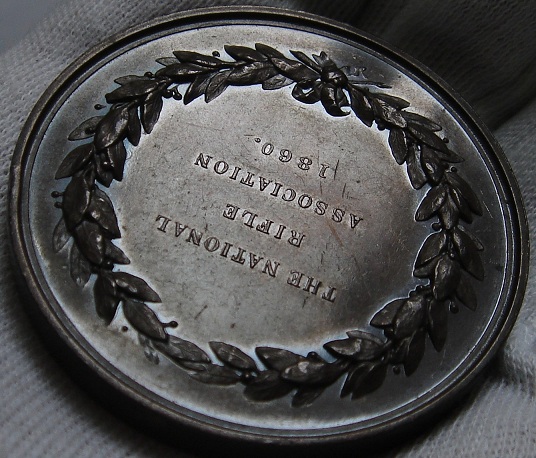 THE NATIONAL
RIFLE
ASSOCIATION
1860.